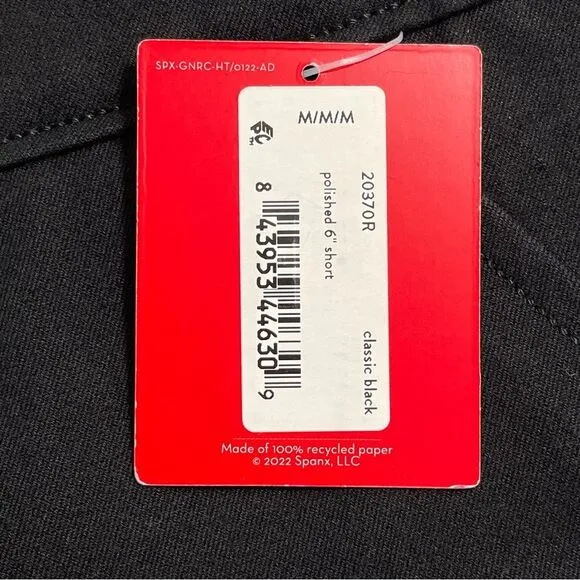 SPX-GNRC-HT/0122-AD
M/M/M
EPC™
20370R
classic black
polished 6" short
8 43953 44630 9
Made of 100% recycled paper
© 2022 Spanx, LLC